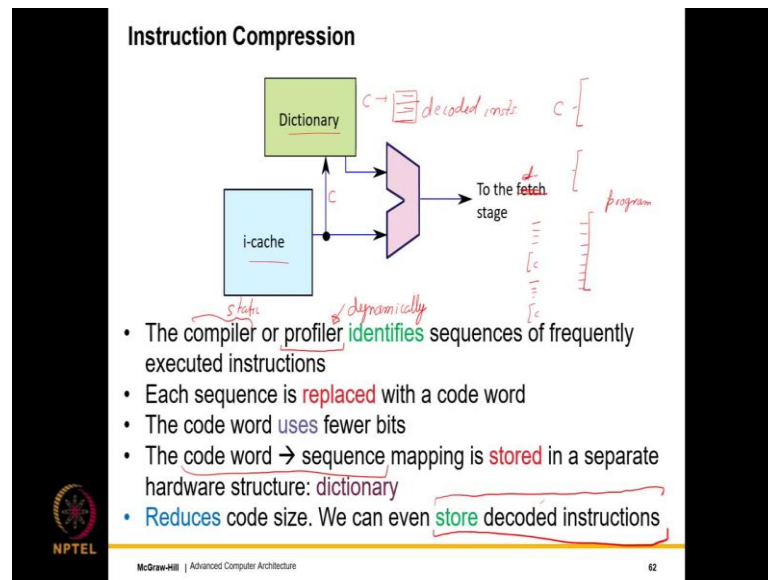 Instruction Compression
Dictionary
C → decoded insts
C
C
To the fetch
d
stage
program
i-cache
c
c
static
dynamically
• The compiler or profiler identifies sequences of frequently
executed instructions
• Each sequence is replaced with a code word
• The code word uses fewer bits
• The code word → sequence mapping is stored in a separate
hardware structure: dictionary
• Reduces code size. We can even store decoded instructions
NPTEL
McGraw-Hill | Advanced Computer Architecture
62